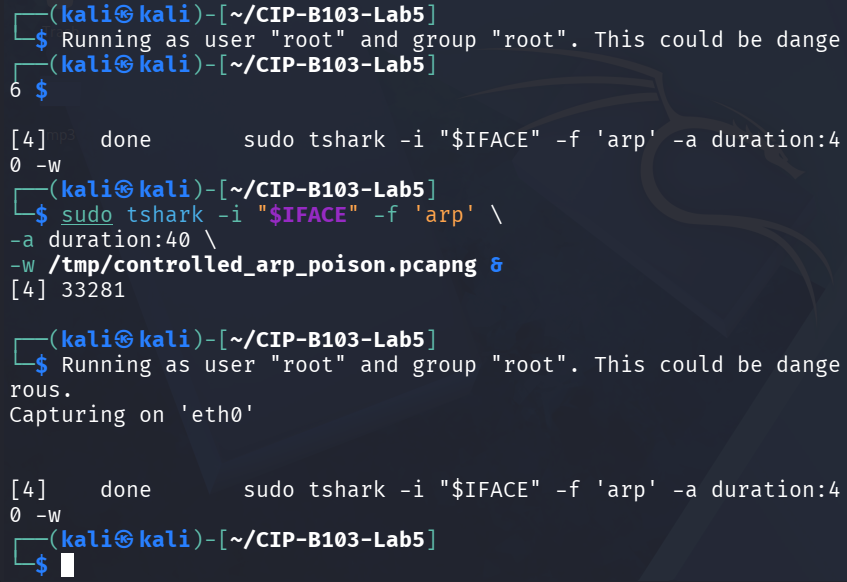 ┌──(kali㉿kali)-[~/CIP-B103-Lab5]
└─$ Running as user "root" and group "root". This could be dange
┌──(kali㉿kali)-[~/CIP-B103-Lab5]
6 $
[4]    done       sudo tshark -i "$IFACE" -f 'arp' -a duration:4
0 -w
┌──(kali㉿kali)-[~/CIP-B103-Lab5]
└─$ sudo tshark -i "$IFACE" -f 'arp' \
-a duration:40 \
-w /tmp/controlled_arp_poison.pcapng &
[4] 33281
┌──(kali㉿kali)-[~/CIP-B103-Lab5]
└─$ Running as user "root" and group "root". This could be dange
rous.
Capturing on 'eth0'
[4]    done       sudo tshark -i "$IFACE" -f 'arp' -a duration:4
0 -w
┌──(kali㉿kali)-[~/CIP-B103-Lab5]
└─$